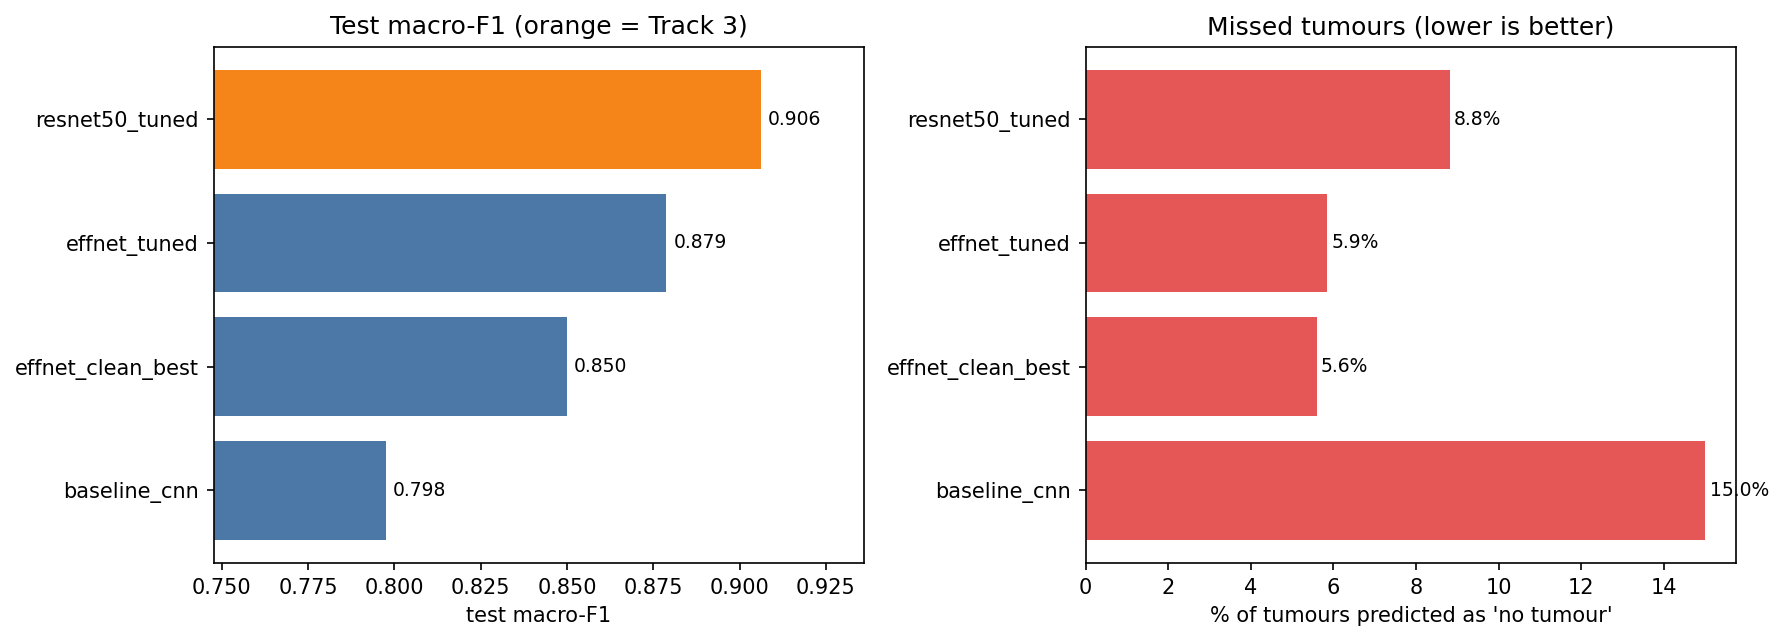 Test macro-F1 (orange = Track 3)
resnet50_tuned
0.906
effnet_tuned
0.879
effnet_clean_best
0.850
baseline_cnn
0.798
0.750 0.775 0.800 0.825 0.850 0.875 0.900 0.925
test macro-F1
Missed tumours (lower is better)
resnet50_tuned
8.8%
effnet_tuned
5.9%
effnet_clean_best
5.6%
baseline_cnn
15.0%
0 2 4 6 8 10 12 14
% of tumours predicted as 'no tumour'